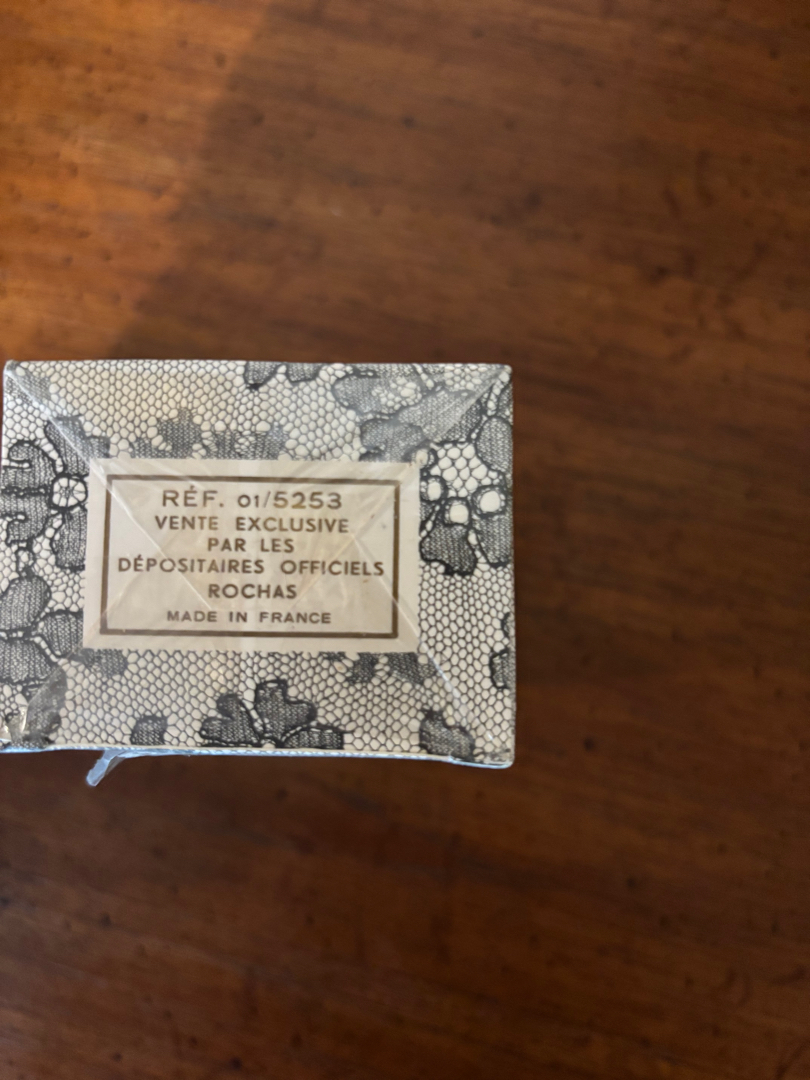 RÉF. 01/5253
VENTE EXCLUSIVE
PAR LES
DÉPOSITAIRES OFFICIELS
ROCHAS
MADE IN FRANCE